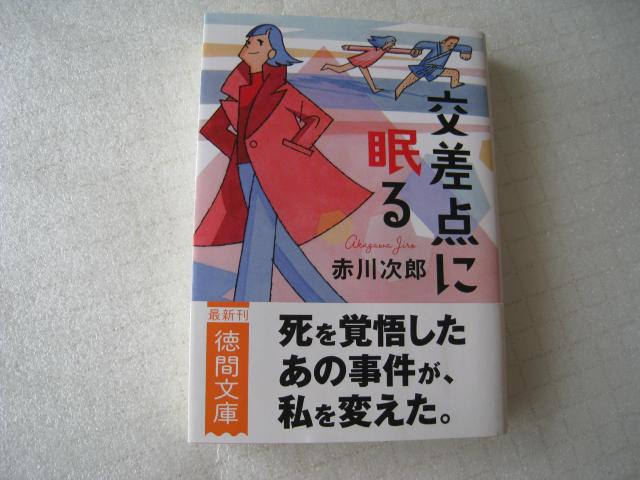 交差点に
眠る
Akagawa Jiro
赤川次郎
最新刊
徳間文庫
死を覚悟した
あの事件が、
私を変えた。